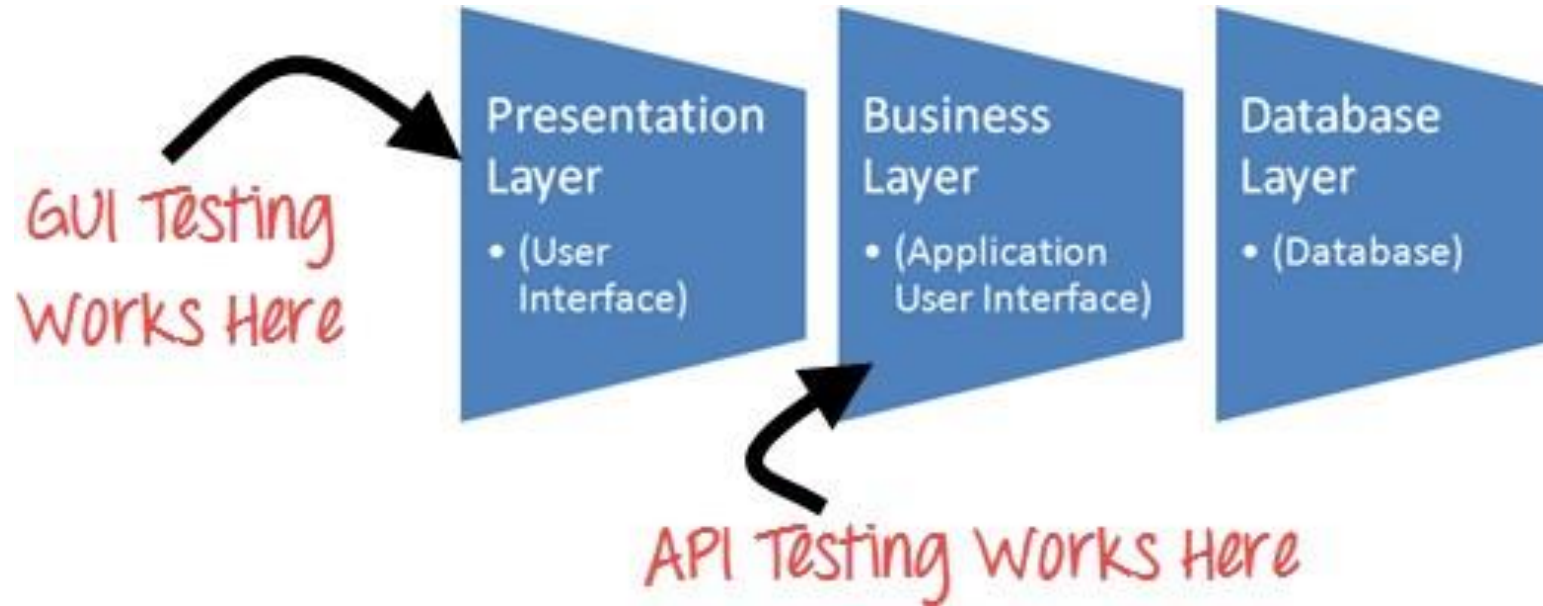 Presentation
Layer
• (User
Interface)
Business
Layer
• (Application
User Interface)
Database
Layer
• (Database)
GUI Testing
Works Here
API Testing Works Here